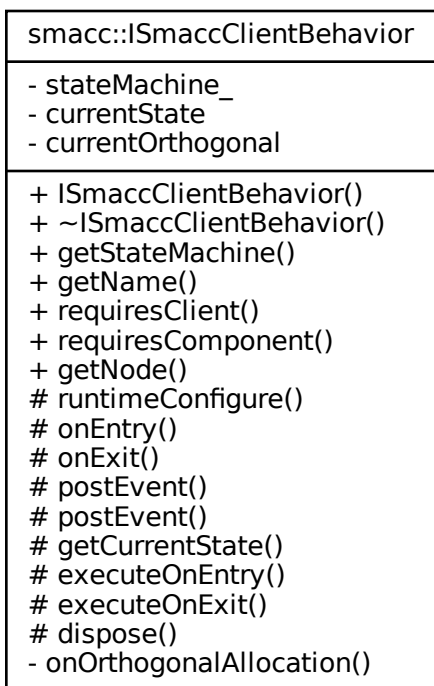 smacc::ISmaccClientBehavior
- stateMachine_
- currentState
- currentOrthogonal
+ ISmaccClientBehavior()
+ ~ISmaccClientBehavior()
+ getStateMachine()
+ getName()
+ requiresClient()
+ requiresComponent()
+ getNode()
# runtimeConfigure()
# onEntry()
# onExit()
# postEvent()
# postEvent()
# getCurrentState()
# executeOnEntry()
# executeOnExit()
# dispose()
- onOrthogonalAllocation()